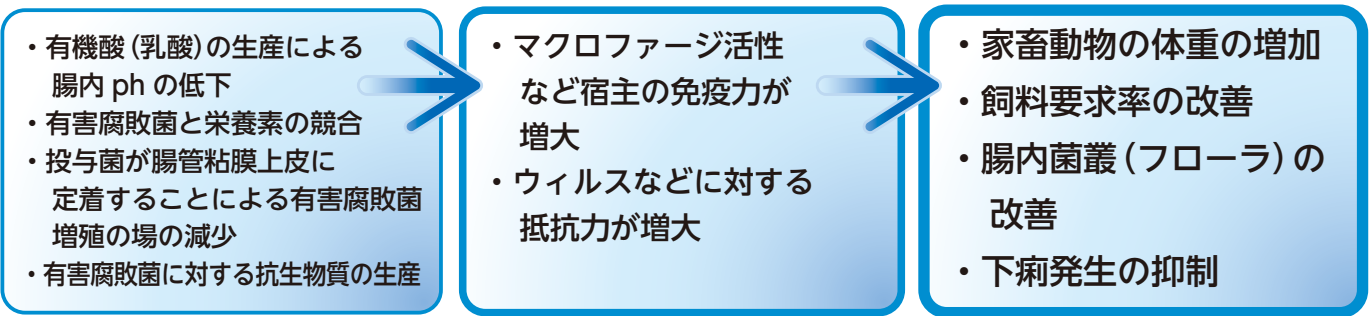 ・有機酸（乳酸）の生産による
腸内 ph の低下
・有害腐敗菌と栄養素の競合
・投与菌が腸管粘膜上皮に
定着することによる有害腐敗菌
増殖の場の減少
・有害腐敗菌に対する抗生物質の生産
・マクロファージ活性
など宿主の免疫力が
増大
・ウィルスなどに対する
抵抗力が増大
・家畜動物の体重の増加
・飼料要求率の改善
・腸内菌叢（フローラ）の
改善
・下痢発生の抑制